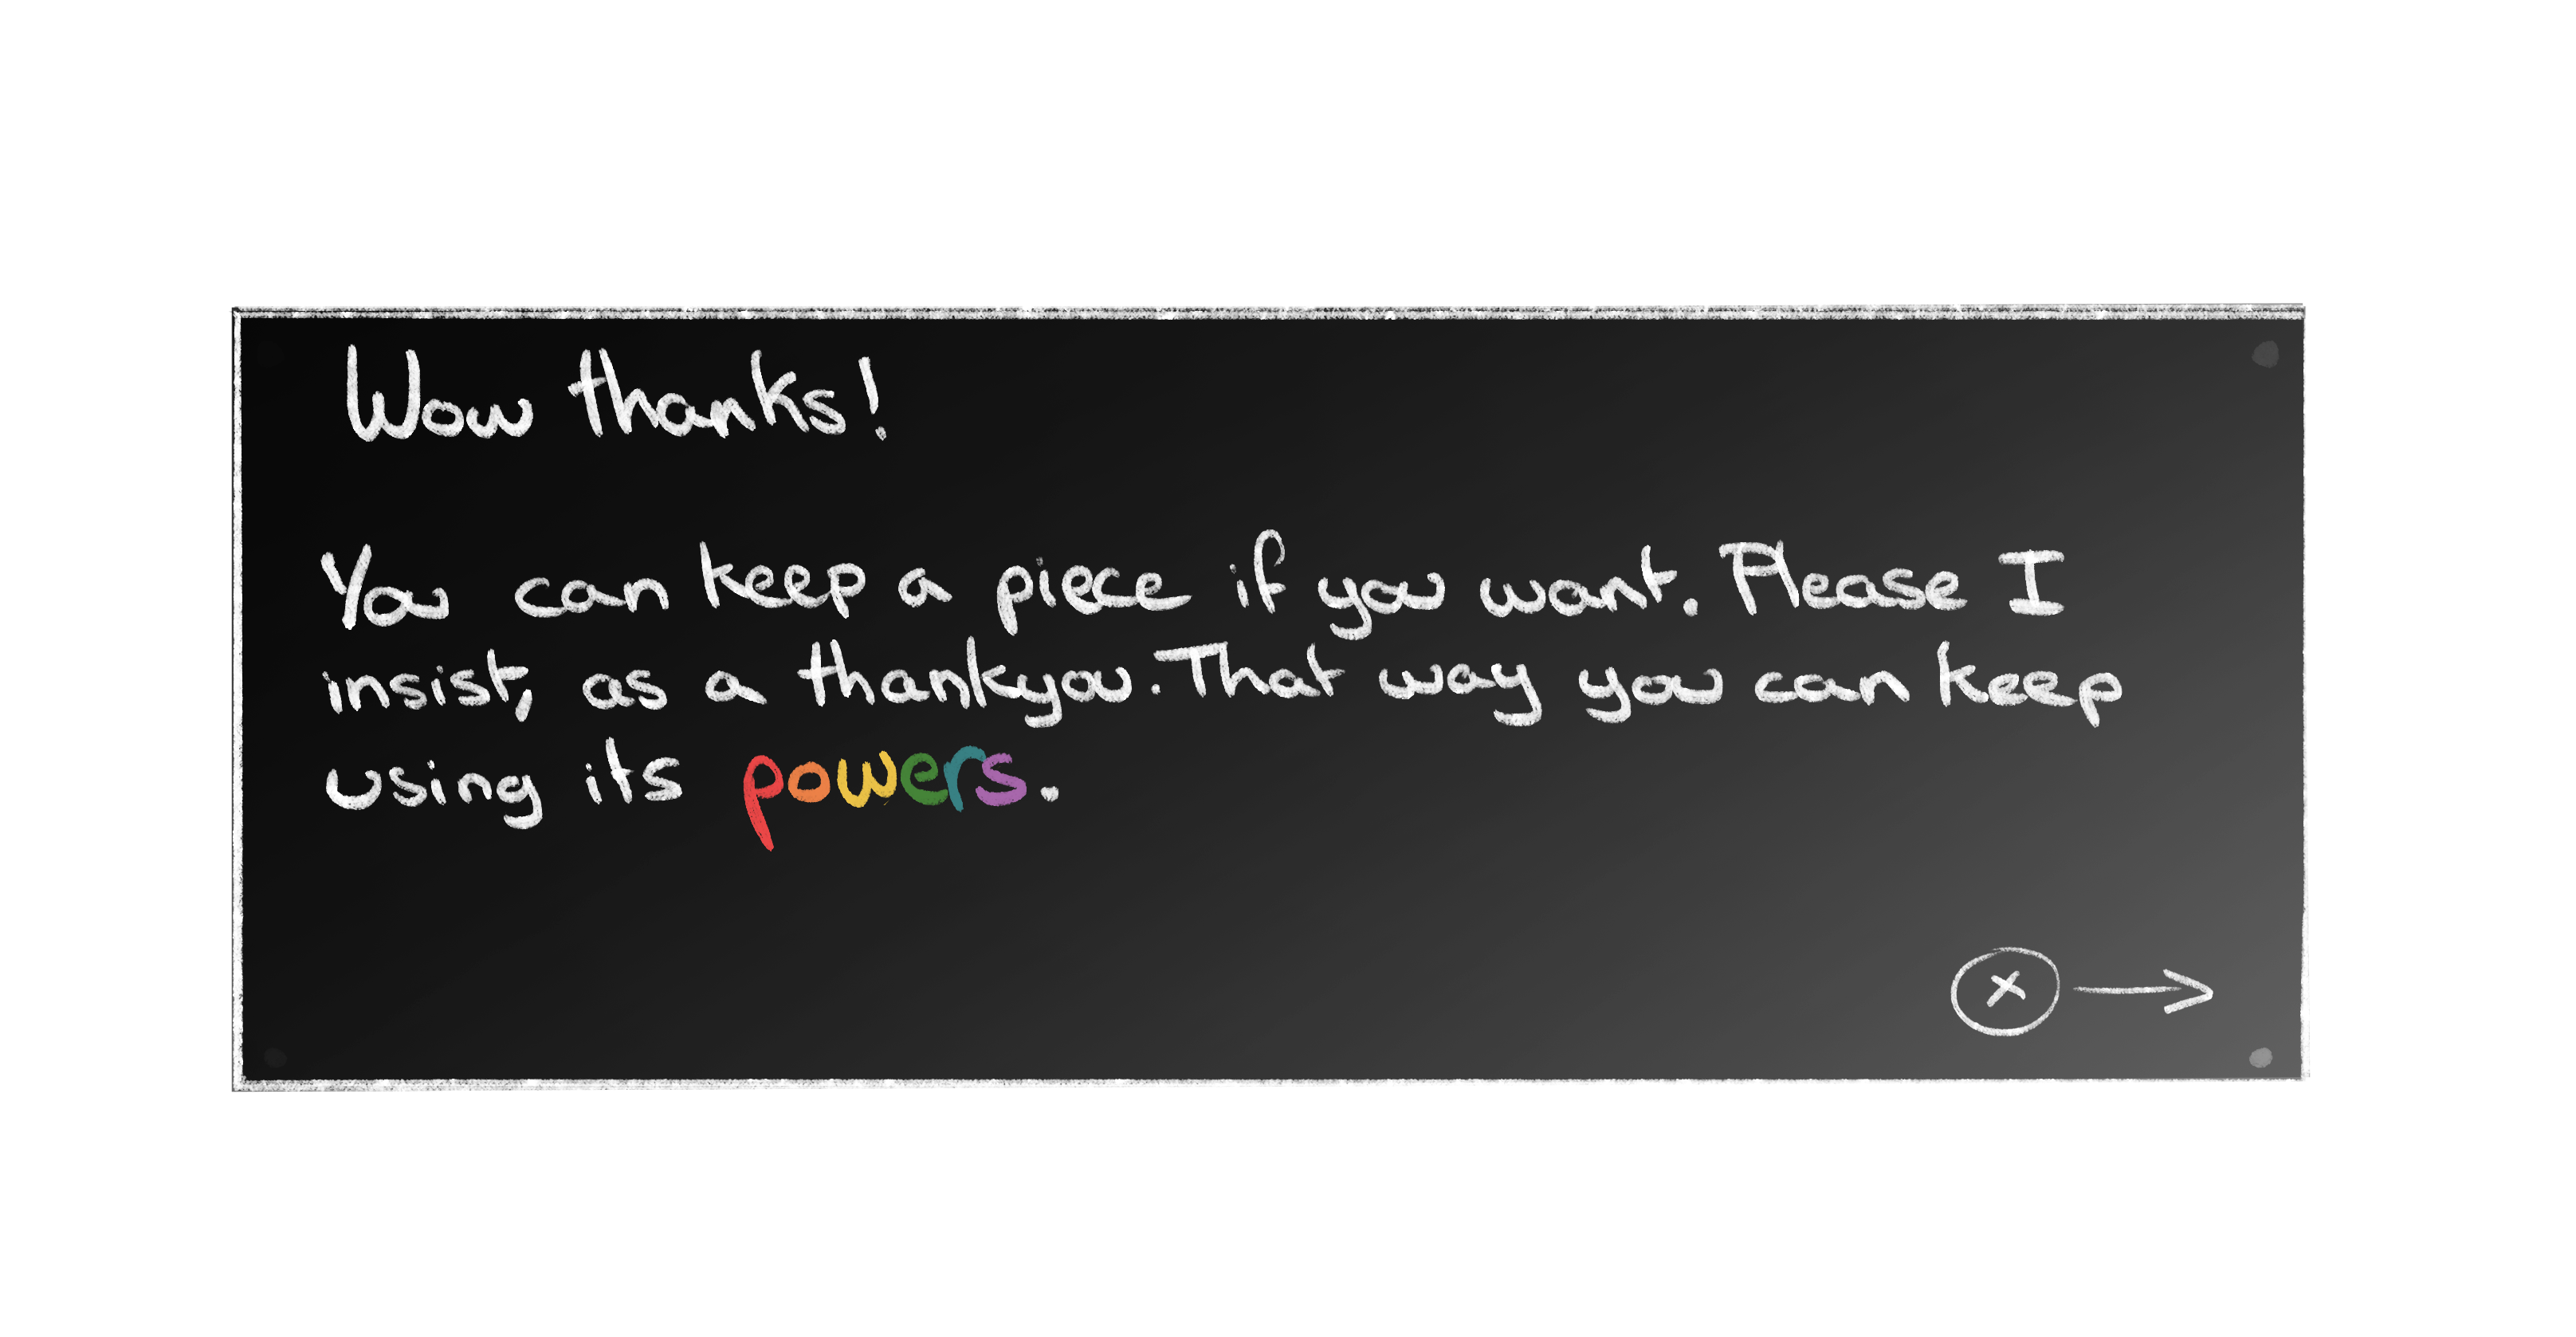 Wow thanks!
You can keep a piece if you want. Please I
insist, as a thankyou. That way you can keep
using its powers.
x